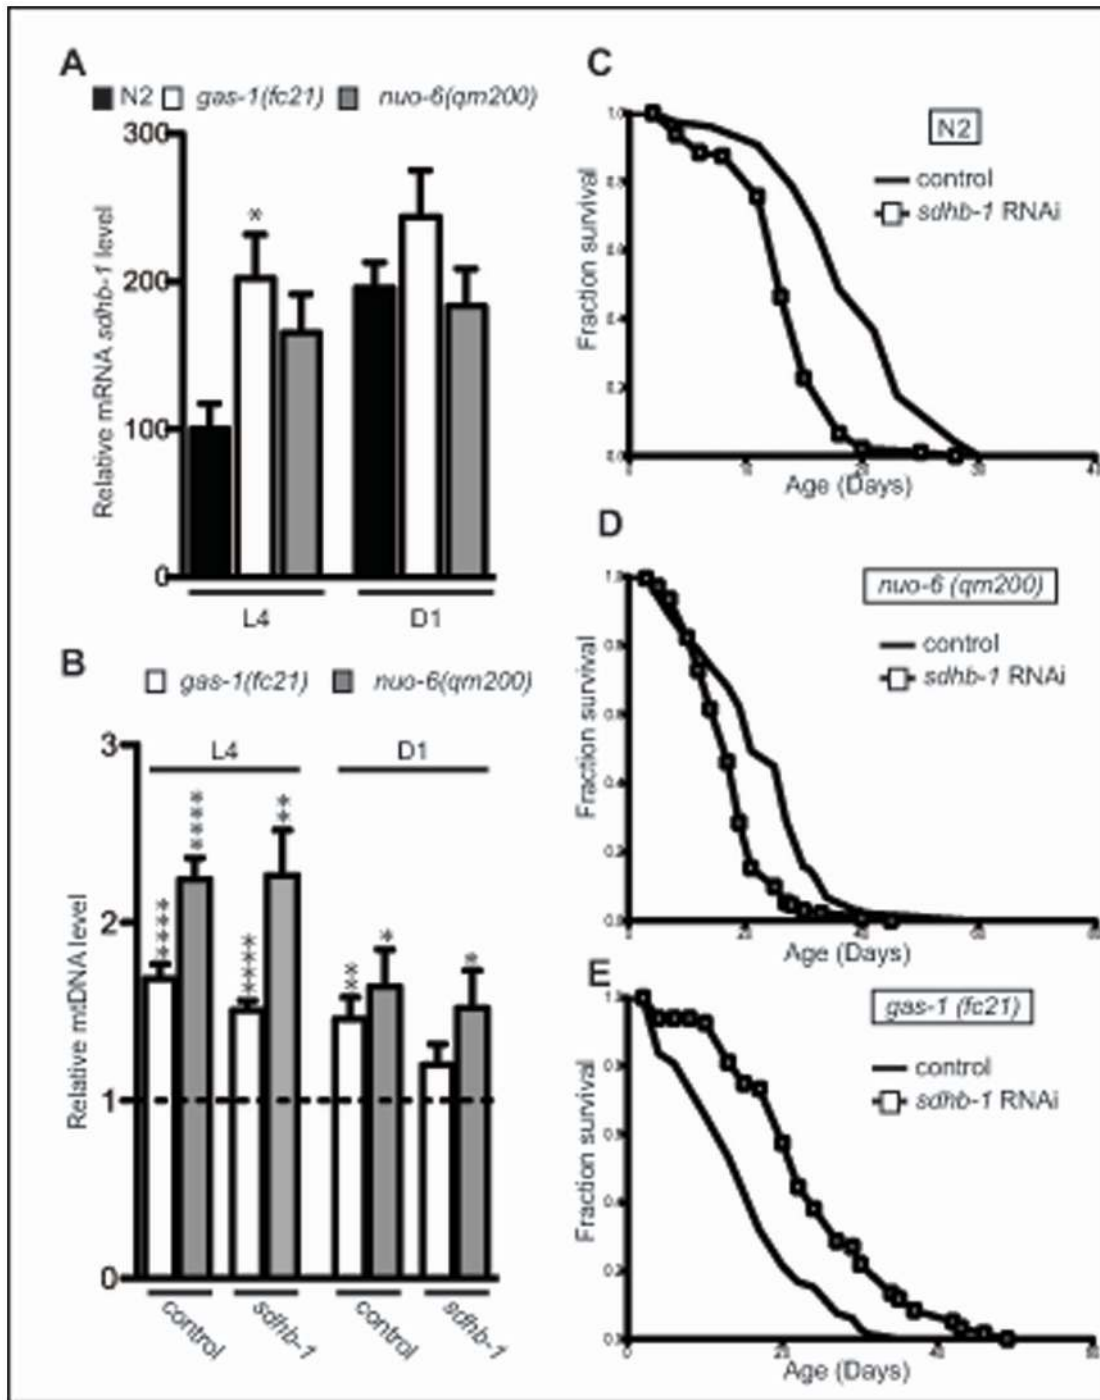 A
N2 gas-1(fc21) nuo-6(qm200)
300
200
100
0
Relative mRNA sdhb-1 level
*
L4 D1
B
gas-1(fc21) nuo-6(qm200)
3
2
1
0
Relative mtDNA level
L4 D1
**** **** **** ** ** * *
control sdhb-1 control sdhb-1
C
N2
control
sdhb-1 RNAi
Fraction survival
Age (Days)
D
nuo-6 (qm200)
control
sdhb-1 RNAi
Fraction survival
Age (Days)
E
gas-1 (fc21)
control
sdhb-1 RNAi
Fraction survival
Age (Days)